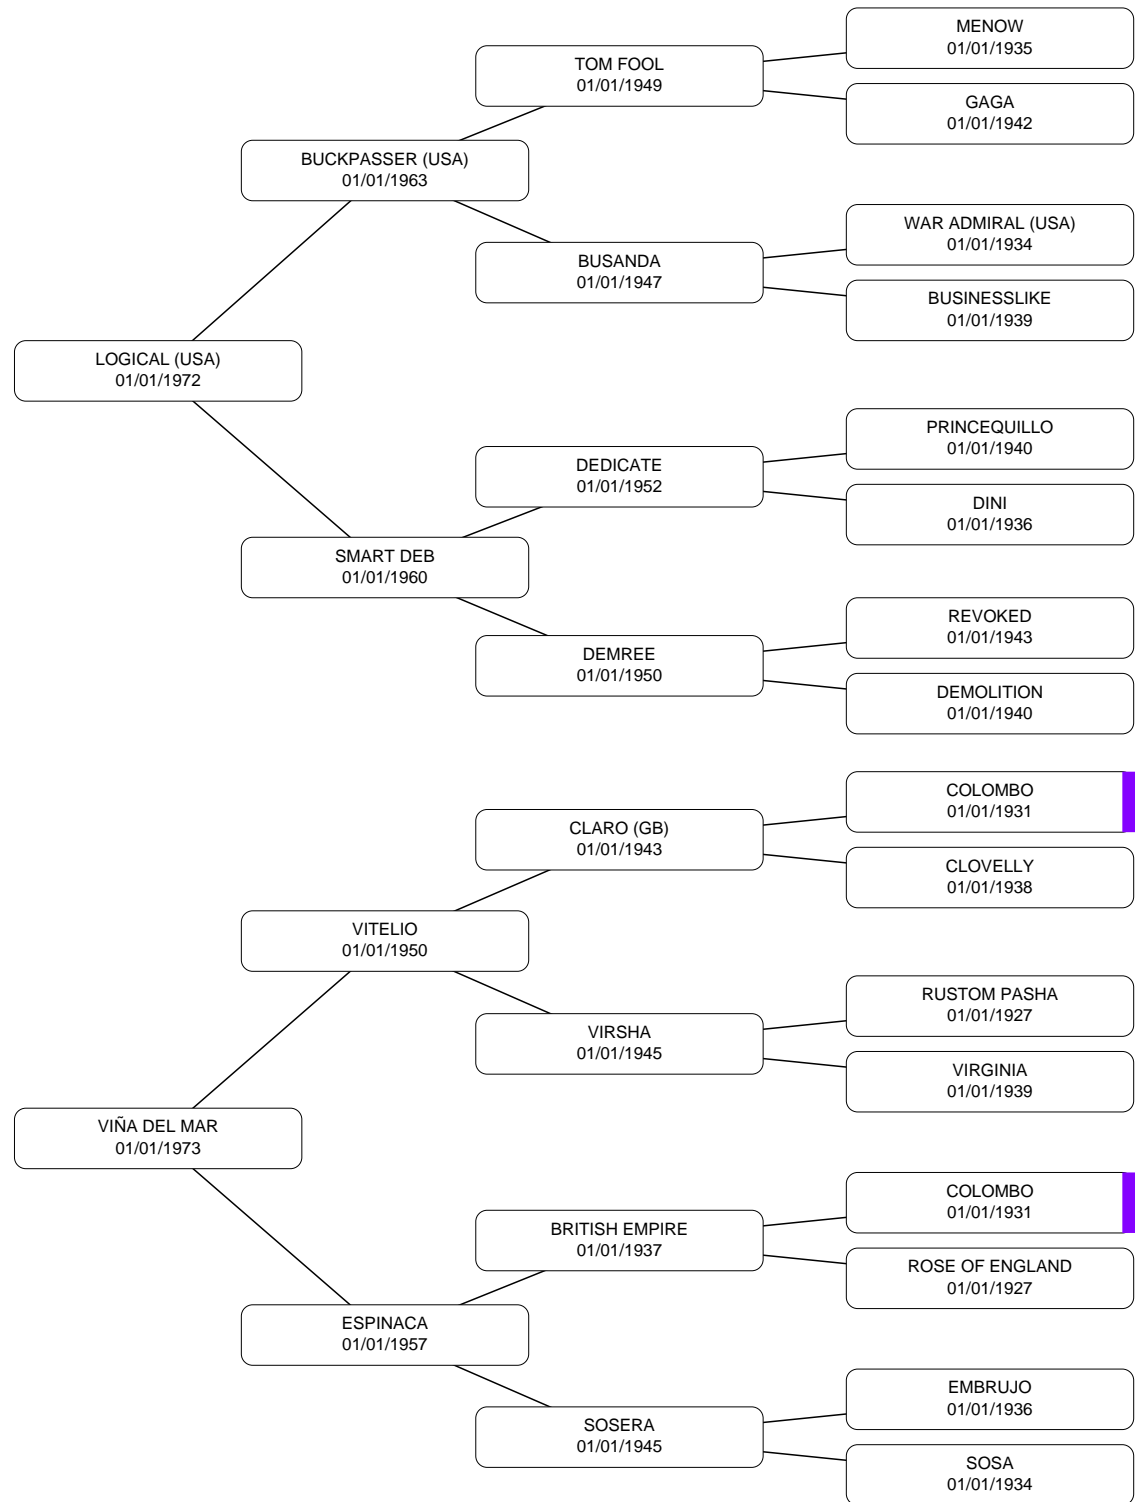 MENOW
01/01/1935
TOM FOOL
01/01/1949
GAGA
01/01/1942
BUCKPASSER (USA)
01/01/1963
WAR ADMIRAL (USA)
01/01/1934
BUSANDA
01/01/1947
BUSINESSLIKE
01/01/1939
LOGICAL (USA)
01/01/1972
PRINCEQUILLO
01/01/1940
DEDICATE
01/01/1952
DINI
01/01/1936
SMART DEB
01/01/1960
REVOKED
01/01/1943
DEMREE
01/01/1950
DEMOLITION
01/01/1940
COLOMBO
01/01/1931
CLARO (GB)
01/01/1943
CLOVELLY
01/01/1938
VITELIO
01/01/1950
RUSTOM PASHA
01/01/1927
VIRSHA
01/01/1945
VIRGINIA
01/01/1939
VIÑA DEL MAR
01/01/1973
COLOMBO
01/01/1931
BRITISH EMPIRE
01/01/1937
ROSE OF ENGLAND
01/01/1927
ESPINACA
01/01/1957
EMBRUJO
01/01/1936
SOSERA
01/01/1945
SOSA
01/01/1934